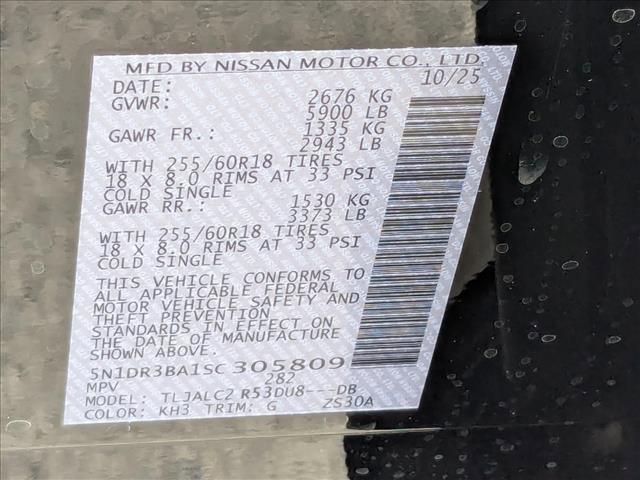 MFD BY NISSAN MOTOR CO., LTD.
DATE: 10/25
GVWR: 2676 KG
5900 LB
GAWR FR.: 1335 KG
2943 LB
WITH 255/60R18 TIRES
18 X 8.0 RIMS AT 33 PSI
COLD SINGLE
GAWR RR.: 1530 KG
3373 LB
WITH 255/60R18 TIRES
18 X 8.0 RIMS AT 33 PSI
COLD SINGLE
THIS VEHICLE CONFORMS TO
ALL APPLICABLE FEDERAL
MOTOR VEHICLE SAFETY AND
THEFT PREVENTION
STANDARDS IN EFFECT ON
THE DATE OF MANUFACTURE
SHOWN ABOVE.
5N1DR3BA1SC 305809
MPV 282
MODEL: TLJALC2 R53DU8---DB
COLOR: KH3 TRIM: G ZS30A